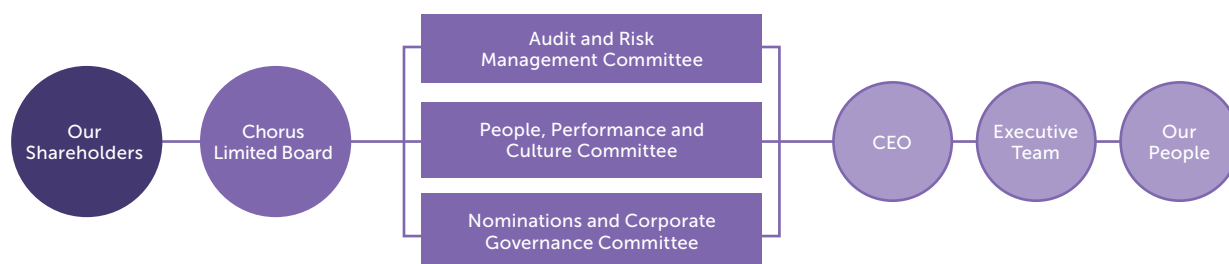 Our
Shareholders
Chorus
Limited Board
Audit and Risk
Management Committee
People, Performance and
Culture Committee
Nominations and Corporate
Governance Committee
CEO
Executive
Team
Our
People